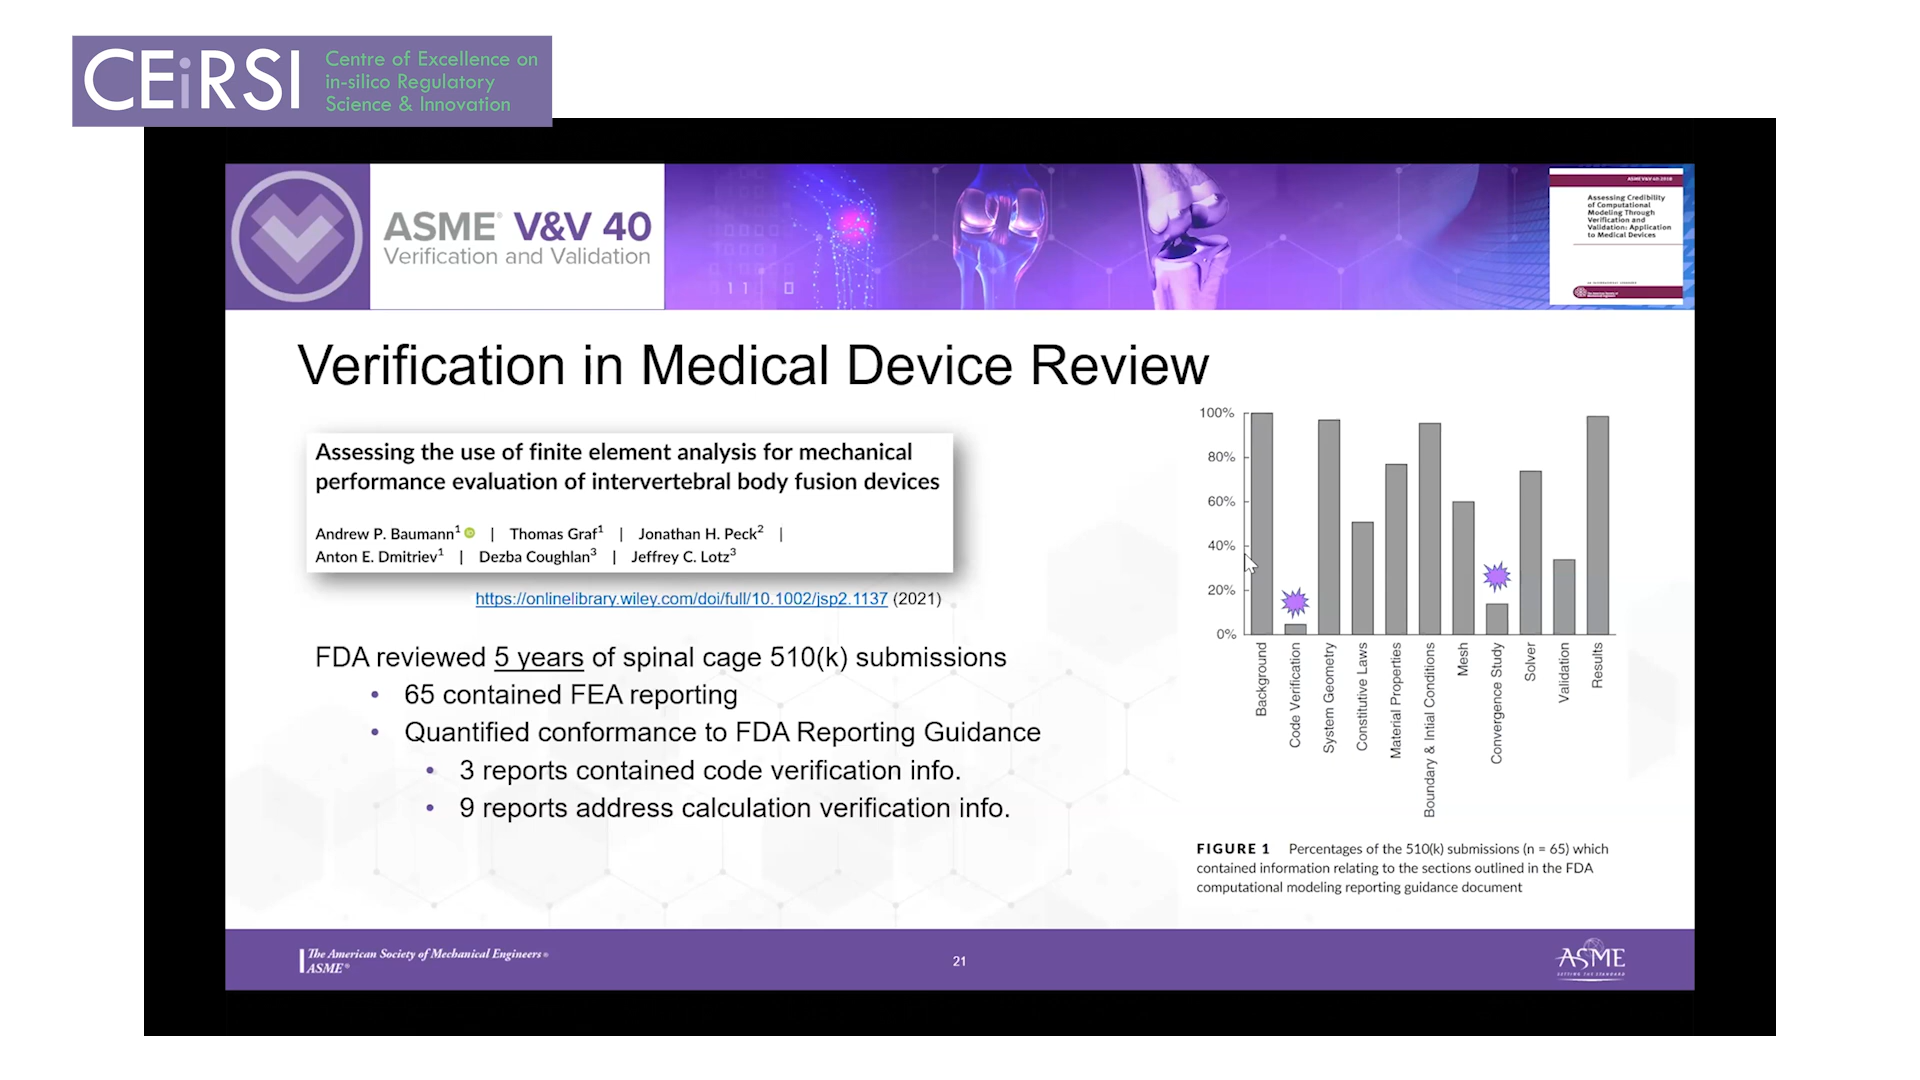 CEiRSI
Centre of Excellence on
in-silico Regulatory
Science & Innovation
ASME® V&V 40
Verification and Validation
ASME V&V 40-2018
Assessing Credibility
of Computational
Modeling Through
Verification and
Validation: Application
to Medical Devices
Verification in Medical Device Review
Assessing the use of finite element analysis for mechanical
performance evaluation of intervertebral body fusion devices
Andrew P. Baumann1 iD | Thomas Graf1 | Jonathan H. Peck2 |
Anton E. Dmitriev1 | Dezba Coughlan3 | Jeffrey C. Lotz3
https://onlinelibrary.wiley.com/doi/full/10.1002/jsp2.1137 (2021)
FDA reviewed 5 years of spinal cage 510(k) submissions
• 65 contained FEA reporting
• Quantified conformance to FDA Reporting Guidance
• 3 reports contained code verification info.
• 9 reports address calculation verification info.
100%
80%
60%
40%
20%
0%
Background
Code Verification
System Geometry
Constitutive Laws
Material Properties
Boundary & Intial Conditions
Mesh
Convergence Study
Solver
Validation
Results
FIGURE 1 Percentages of the 510(k) submissions (n = 65) which
contained information relating to the sections outlined in the FDA
computational modeling reporting guidance document
The American Society of Mechanical Engineers®
ASME®
21
ASME
SETTING THE STANDARD